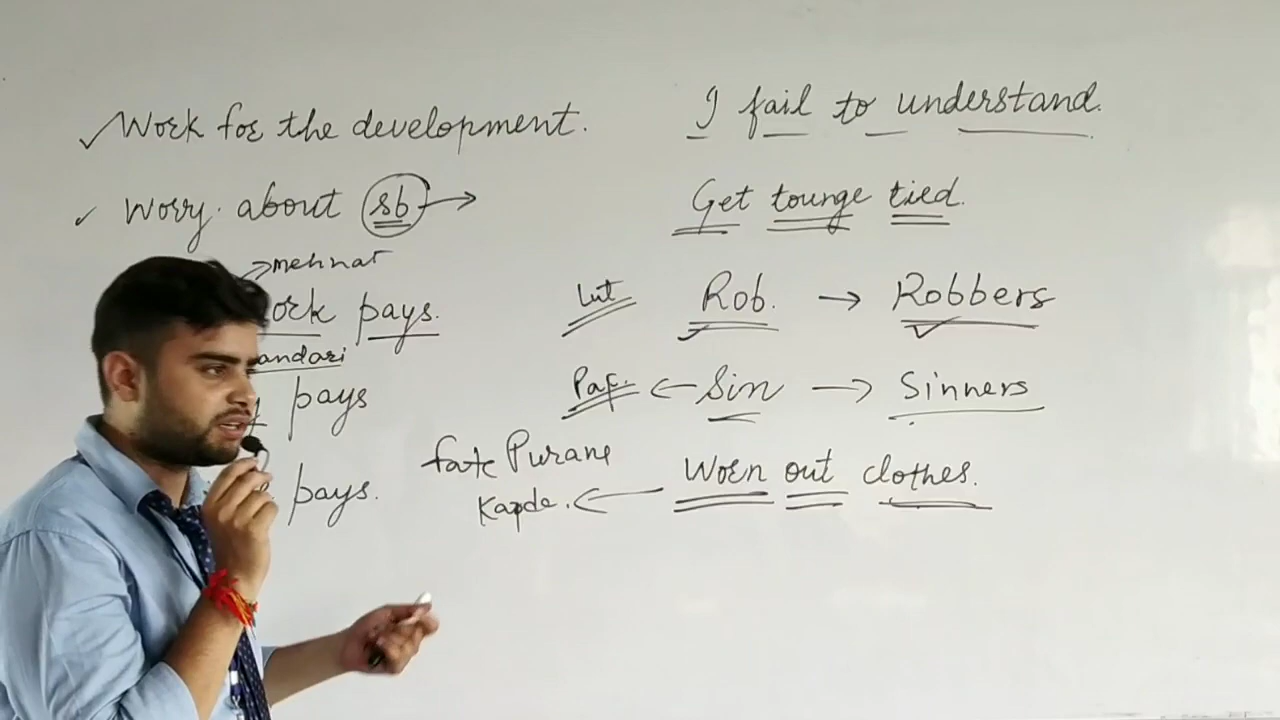 Work for the development.
Worry. about sb →
→ mehnat
ork pays.
andari
pays
pays.
I fail to understand.
Get tounge tied.
Lut Rob. → Robbers
Pap. ← Sin → Sinners
fate Purane
Kapde. ← Worn out clothes.